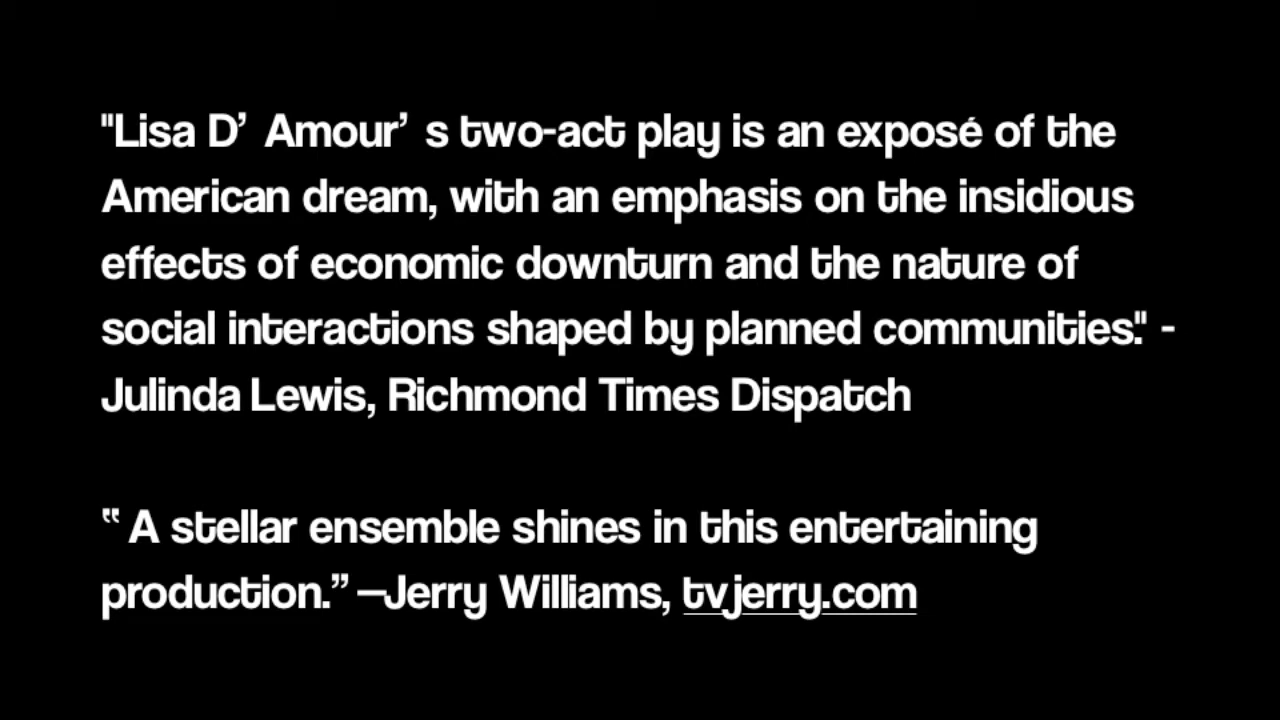 "Lisa D’ Amour’ s two-act play is an exposé of the
American dream, with an emphasis on the insidious
effects of economic downturn and the nature of
social interactions shaped by planned communities." -
Julinda Lewis, Richmond Times Dispatch
“ A stellar ensemble shines in this entertaining
production.” —Jerry Williams, tvjerry.com